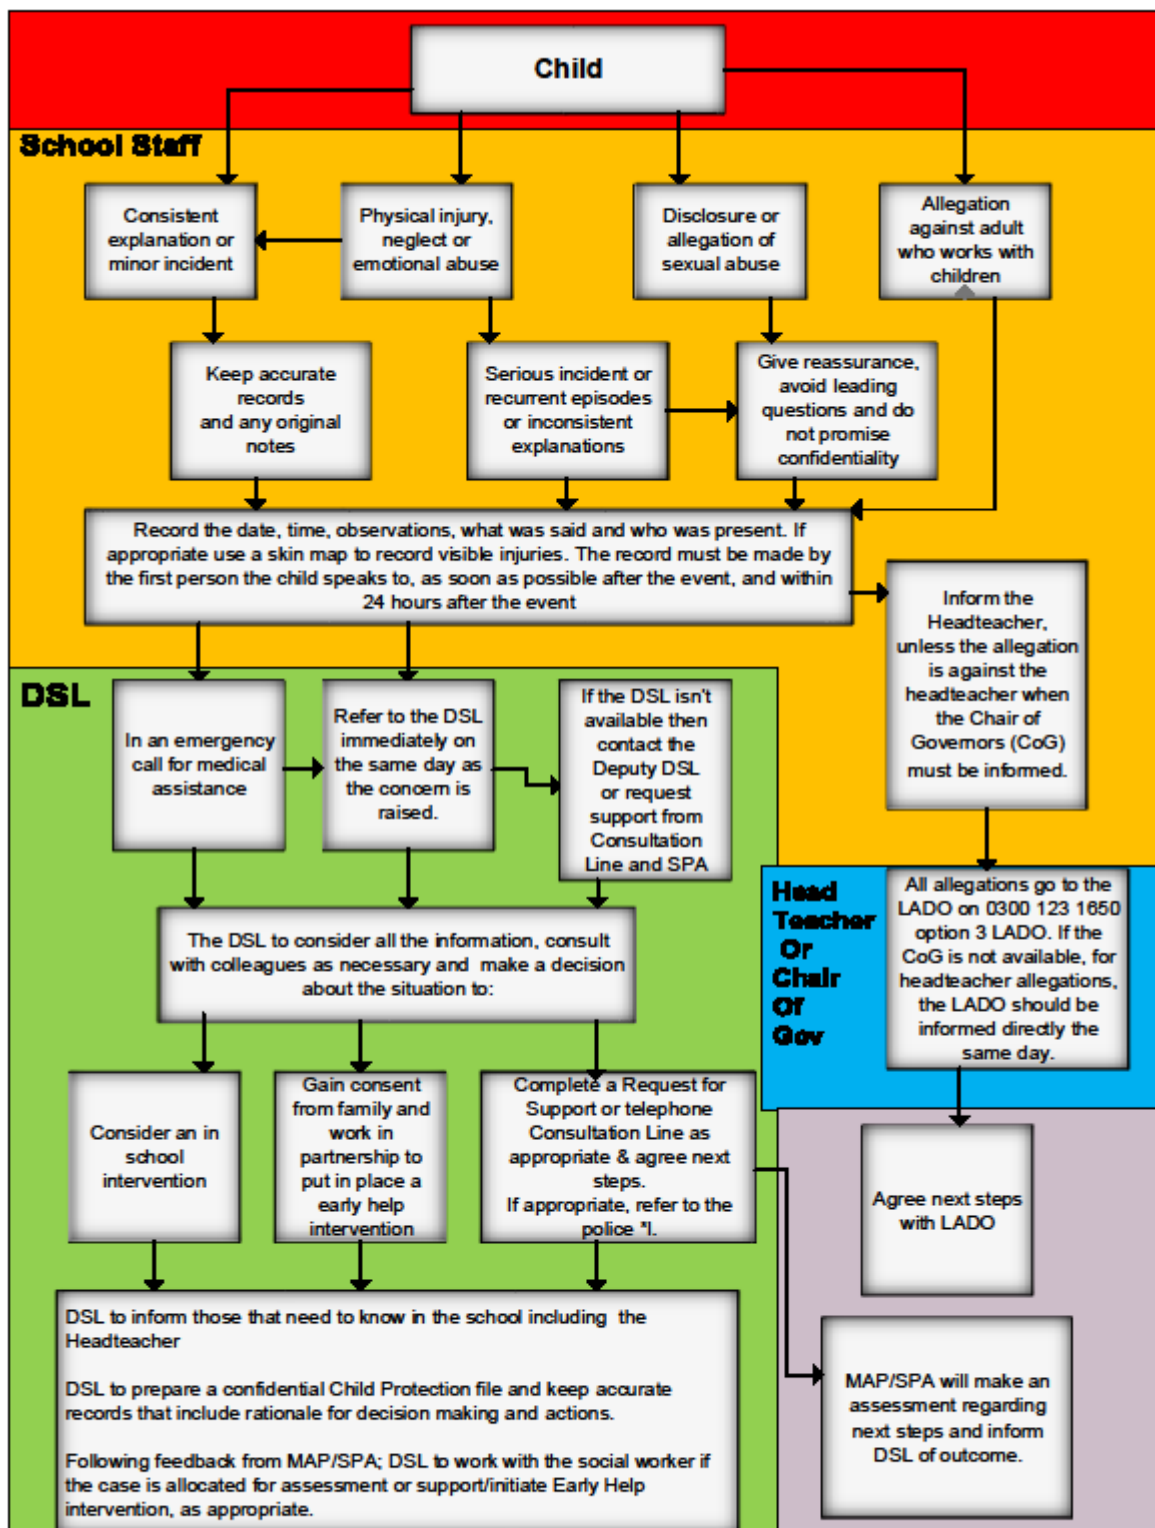 Child
School Staff
Consistent
explanation or
minor incident
Physical injury,
neglect or
emotional abuse
Disclosure or
allegation of
sexual abuse
Allegation
against adult
who works with
children
Keep accurate
records
and any original
notes
Serious incident or
recurrent episodes
or inconsistent
explanations
Give reassurance,
avoid leading
questions and do
not promise
confidentiality
Record the date, time, observations, what was said and who was present. If
appropriate use a skin map to record visible injuries. The record must be made by
the first person the child speaks to, as soon as possible after the event, and within
24 hours after the event
Inform the
Headteacher,
unless the allegation
is against the
headteacher when
the Chair of
Governors (CoG)
must be informed.
DSL
In an emergency
call for medical
assistance
Refer to the DSL
immediately on
the same day as
the concern is
raised.
If the DSL isn't
available then
contact the
Deputy DSL
or request
support from
Consultation
Line and SPA
Head
Teacher
Or
Chair
Of
Gov
All allegations go to the
LADO on 0300 123 1650
option 3 LADO. If the
CoG is not available, for
headteacher allegations,
the LADO should be
informed directly the
same day.
The DSL to consider all the information, consult
with colleagues as necessary and make a decision
about the situation to:
Consider an in
school
intervention
Gain consent
from family and
work in
partnership to
put in place a
early help
intervention
Complete a Request for
Support or telephone
Consultation Line as
appropriate & agree next
steps.
If appropriate, refer to the
police *I.
Agree next steps
with LADO
DSL to inform those that need to know in the school including the
Headteacher
DSL to prepare a confidential Child Protection file and keep accurate
records that include rationale for decision making and actions.
Following feedback from MAP/SPA; DSL to work with the social worker if
the case is allocated for assessment or support/initiate Early Help
intervention, as appropriate.
MAP/SPA will make an
assessment regarding
next steps and inform
DSL of outcome.